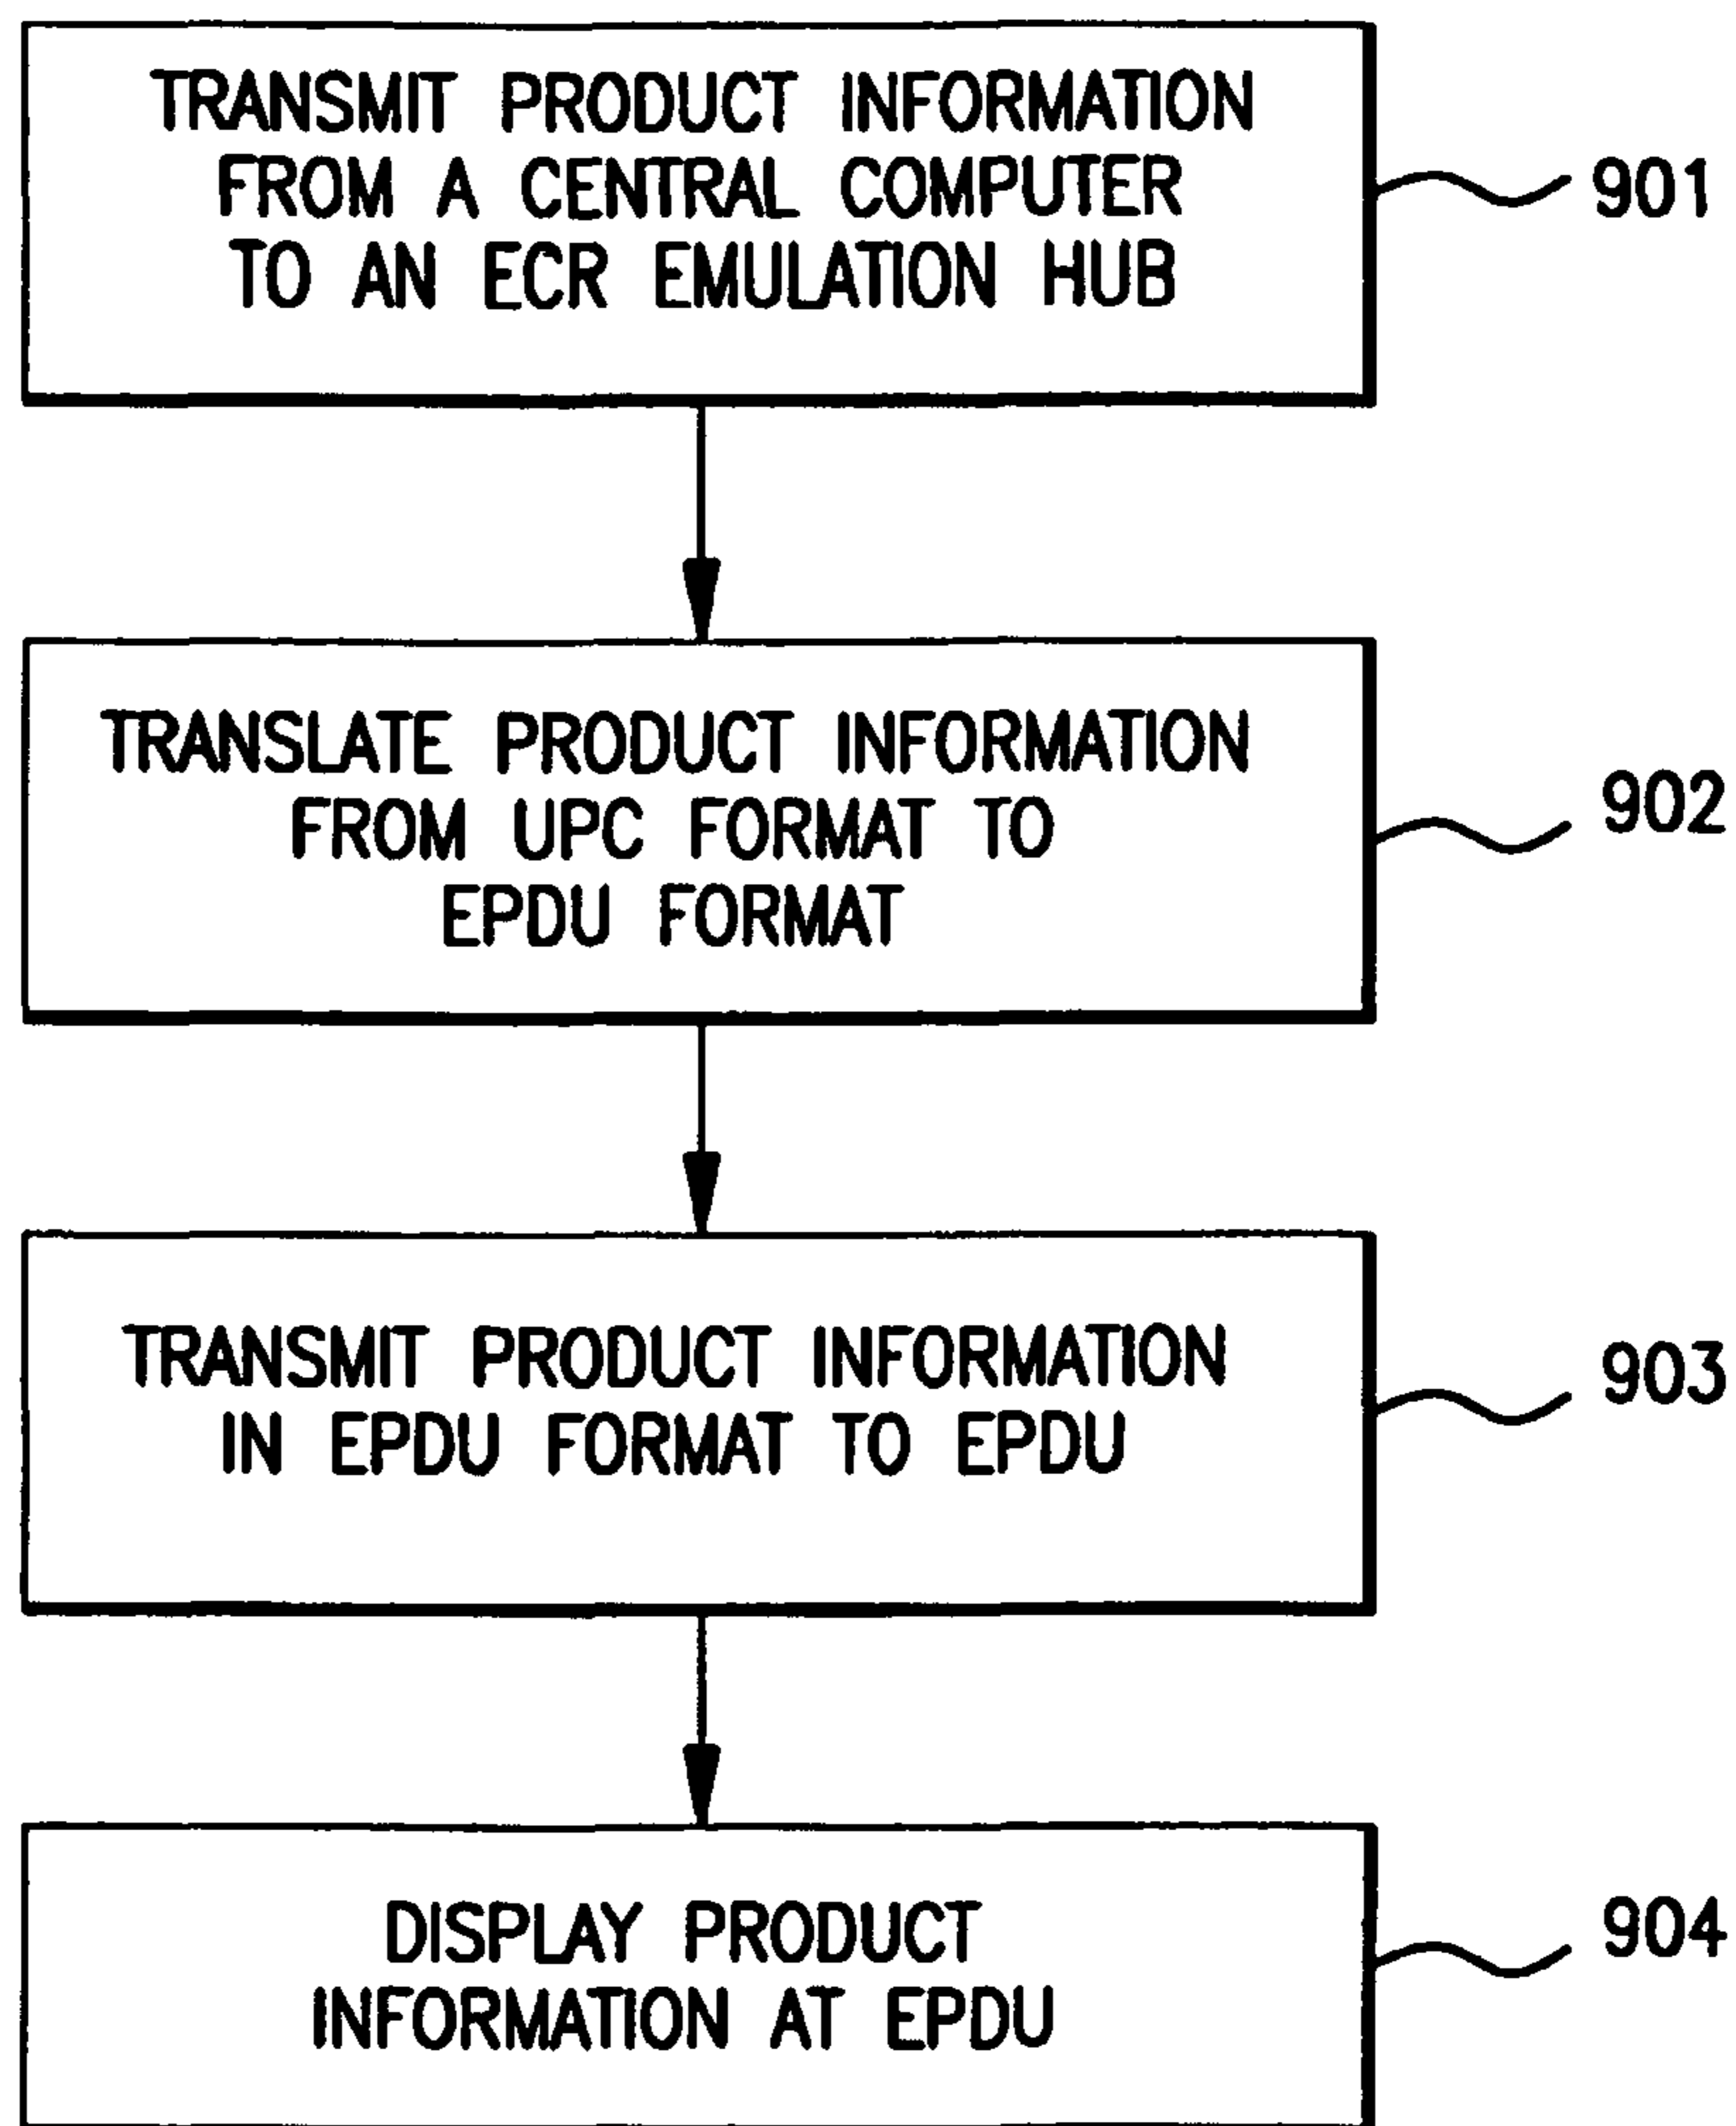 TRANSMIT PRODUCT INFORMATION
FROM A CENTRAL COMPUTER
TO AN ECR EMULATION HUB
901
TRANSLATE PRODUCT INFORMATION
FROM UPC FORMAT TO
EPDU FORMAT
902
TRANSMIT PRODUCT INFORMATION
IN EPDU FORMAT TO EPDU
903
DISPLAY PRODUCT
INFORMATION AT EPDU
904